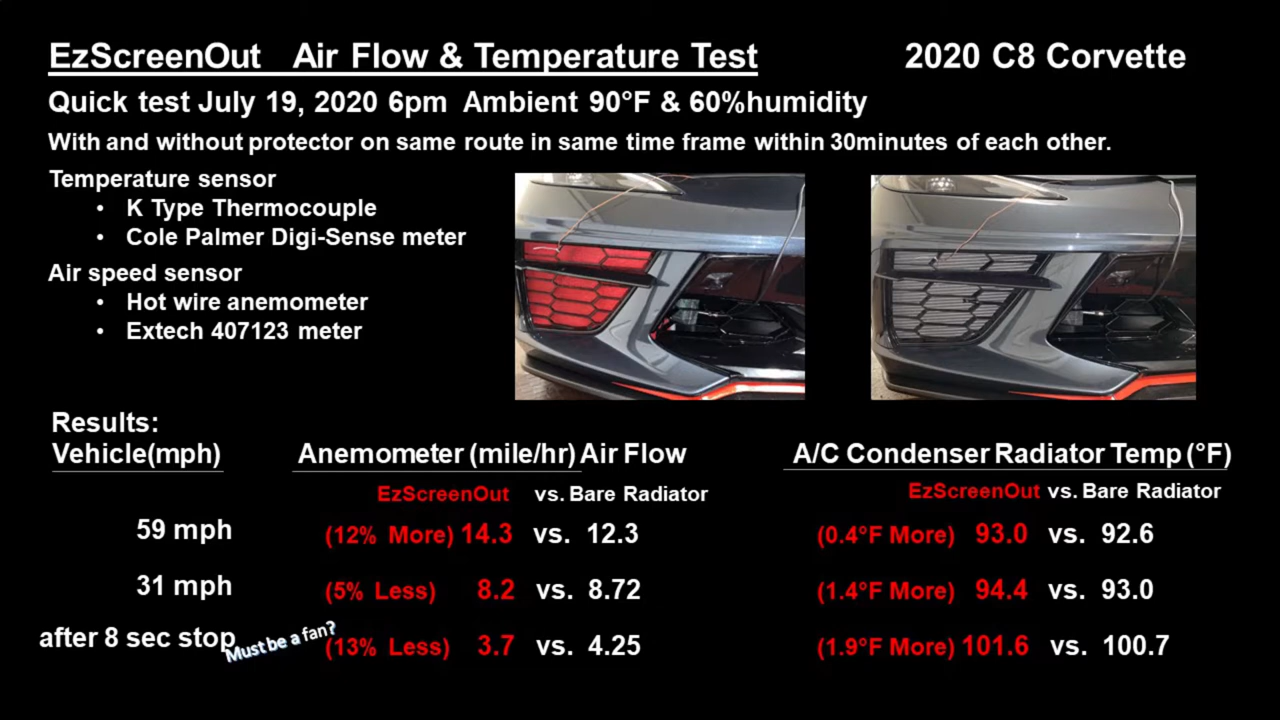 EzScreenOut Air Flow & Temperature Test 2020 C8 Corvette
Quick test July 19, 2020 6pm Ambient 90°F & 60%humidity
With and without protector on same route in same time frame within 30minutes of each other.
Temperature sensor
• K Type Thermocouple
• Cole Palmer Digi-Sense meter
Air speed sensor
• Hot wire anemometer
• Extech 407123 meter
Results:
Vehicle(mph) Anemometer (mile/hr) Air Flow A/C Condenser Radiator Temp (°F)
EzScreenOut vs. Bare Radiator EzScreenOut vs. Bare Radiator
59 mph (12% More) 14.3 vs. 12.3 (0.4°F More) 93.0 vs. 92.6
31 mph (5% Less) 8.2 vs. 8.72 (1.4°F More) 94.4 vs. 93.0
after 8 sec stop Must be a fan? (13% Less) 3.7 vs. 4.25 (1.9°F More) 101.6 vs. 100.7